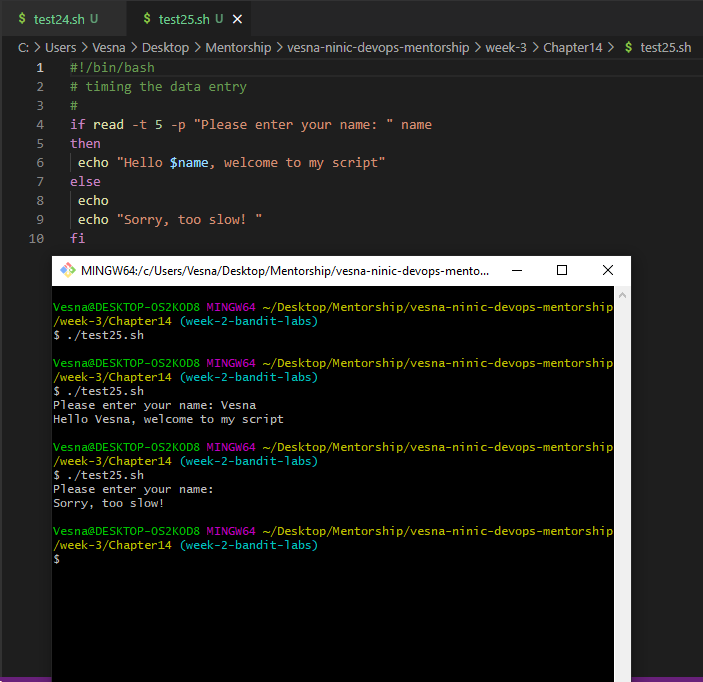 $ test24.sh U $ test25.sh U ×
C: > Users > Vesna > Desktop > Mentorship > vesna-ninic-devops-mentorship > week-3 > Chapter14 > $ test25.sh
1 #!/bin/bash
2 # timing the data entry
3 #
4 if read -t 5 -p "Please enter your name: " name
5 then
6 echo "Hello $name, welcome to my script"
7 else
8 echo
9 echo "Sorry, too slow! "
10 fi
MINGW64:/c/Users/Vesna/Desktop/Mentorship/vesna-ninic-devops-mento...
Vesna@DESKTOP-OS2KOD8 MINGW64 ~/Desktop/Mentorship/vesna-ninic-devops-mentorship
/week-3/Chapter14 (week-2-bandit-labs)
$ ./test25.sh
Vesna@DESKTOP-OS2KOD8 MINGW64 ~/Desktop/Mentorship/vesna-ninic-devops-mentorship
/week-3/Chapter14 (week-2-bandit-labs)
$ ./test25.sh
Please enter your name: Vesna
Hello Vesna, welcome to my script
Vesna@DESKTOP-OS2KOD8 MINGW64 ~/Desktop/Mentorship/vesna-ninic-devops-mentorship
/week-3/Chapter14 (week-2-bandit-labs)
$ ./test25.sh
Please enter your name:
Sorry, too slow!
Vesna@DESKTOP-OS2KOD8 MINGW64 ~/Desktop/Mentorship/vesna-ninic-devops-mentorship
/week-3/Chapter14 (week-2-bandit-labs)
$